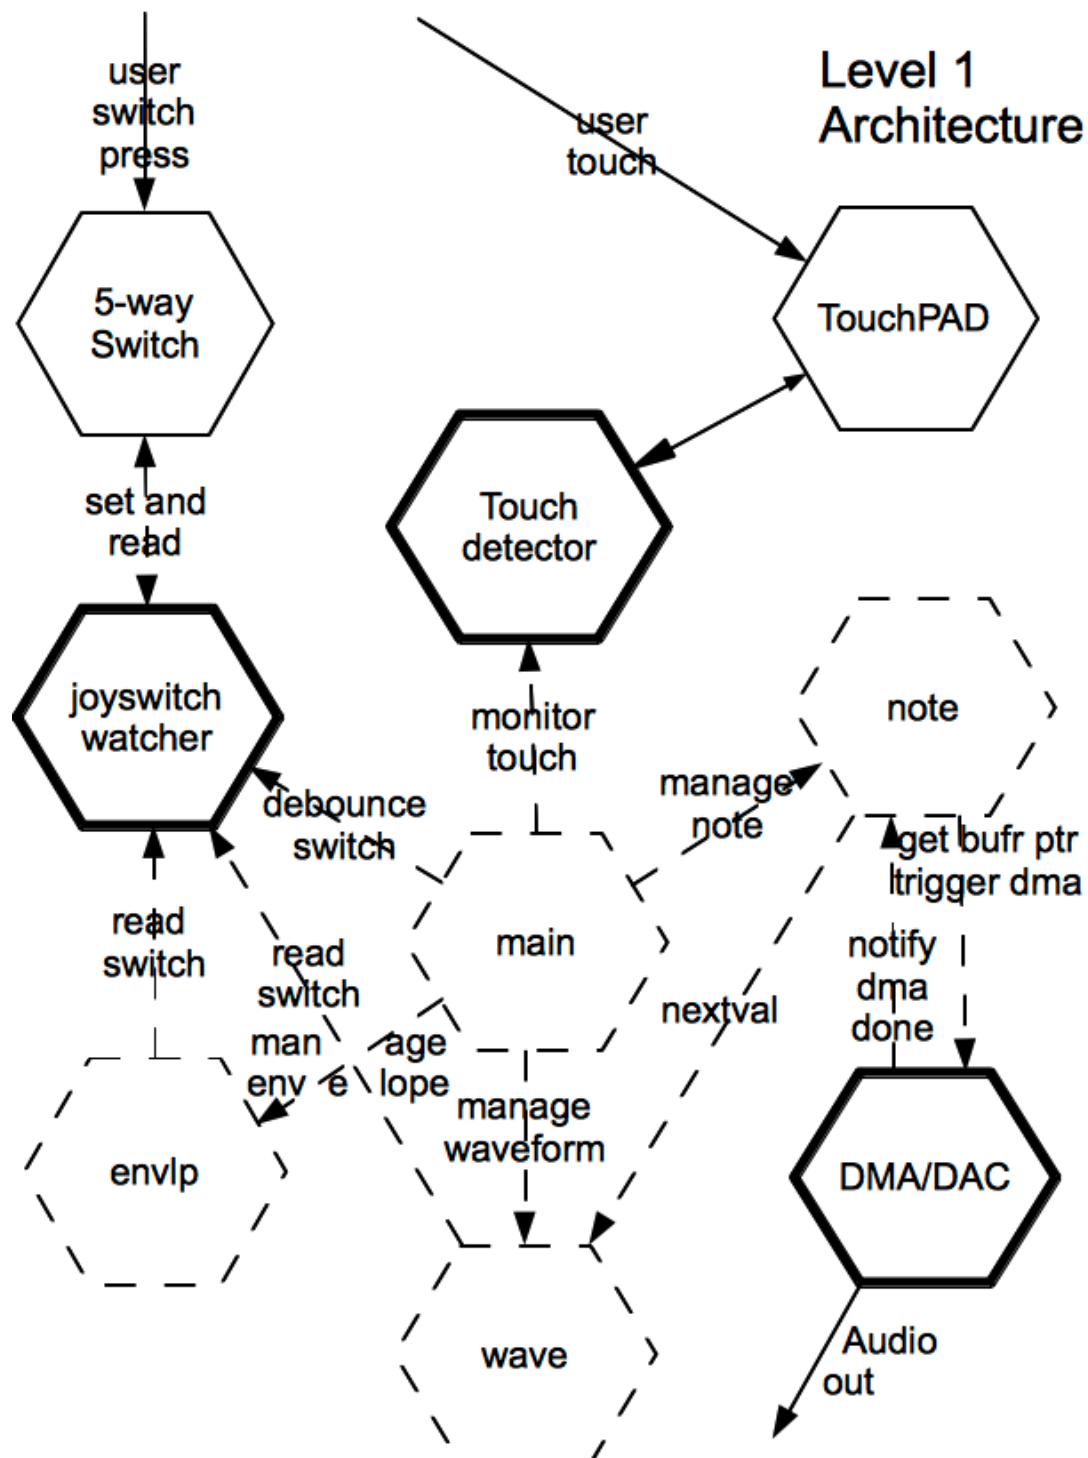 Level 1
Architecture
user
switch
press
user
touch
5-way
Switch
TouchPAD
set and
read
Touch
detector
joyswitch
watcher
monitor
touch
note
debounce
switch
manage
note
get bufr ptr
trigger dma
read
switch
read
switch
main
notify
dma
done
nextval
man age
env e lope
manage
waveform
envlp
DMA/DAC
wave
Audio
out